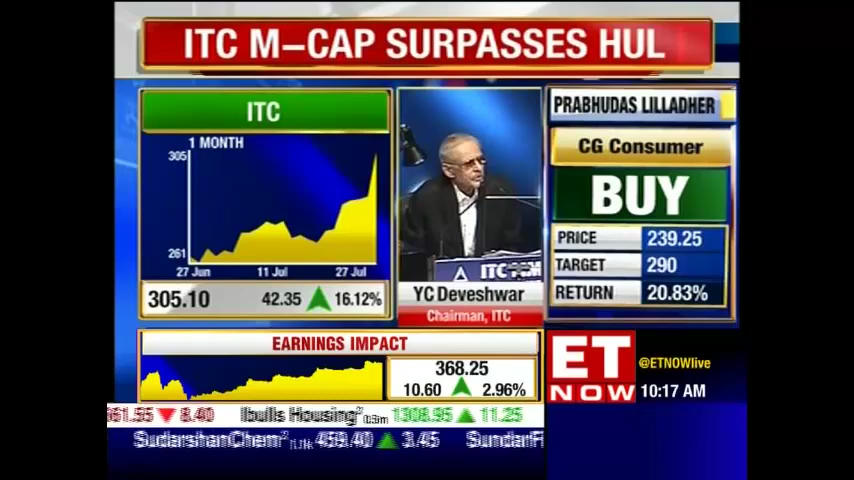 ITC M-CAP SURPASSES HUL
ITC
1 MONTH
305
261
27 Jun 11 Jul 27 Jul
305.10 42.35 16.12%
YC Deveshwar
Chairman, ITC
PRABHUDAS LILLADHER
CG Consumer
BUY
PRICE 239.25
TARGET 290
RETURN 20.83%
EARNINGS IMPACT
368.25
10.60 2.96%
ET
NOW
@ETNOWlive
10:17 AM
8.40 Ibulls Housing 1308.95 11.25
SudarshanChem 459.40 3.45